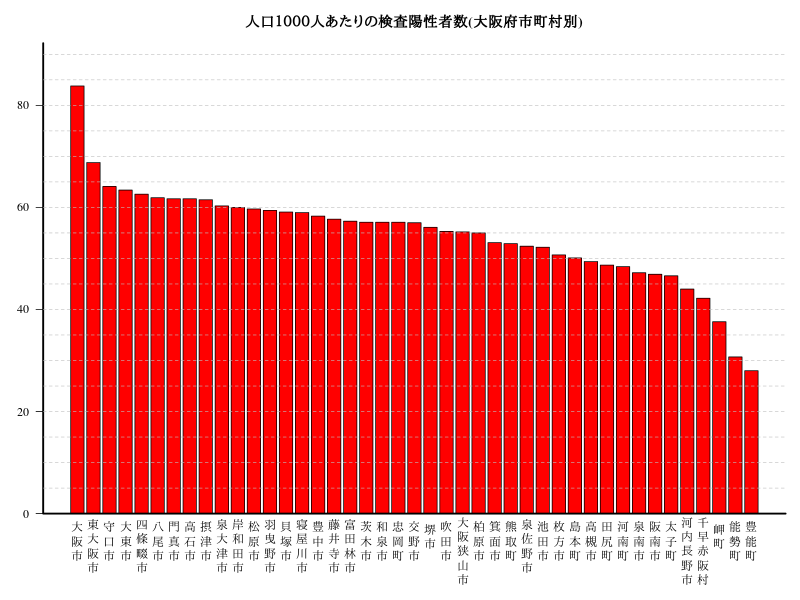 人口1000人あたりの検査陽性者数(大阪府市町村別)
80
60
40
20
0
大阪市
東大阪市
守口市
大東市
四條畷市
八尾市
門真市
高石市
摂津市
泉大津市
岸和田市
松原市
羽曳野市
貝塚市
寝屋川市
豊中市
藤井寺市
富田林市
茨木市
和泉市
忠岡町
交野市
堺市
吹田市
大阪狭山市
柏原市
箕面市
熊取町
泉佐野市
池田市
枚方市
島本町
高槻市
田尻町
河南町
泉南市
阪南市
太子町
河内長野市
千早赤阪村
岬町
能勢町
豊能町